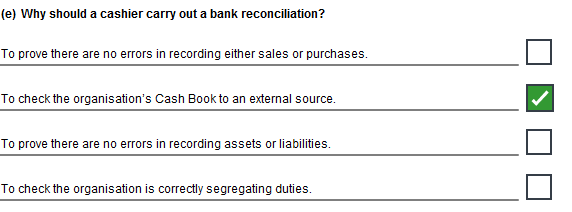 (e) Why should a cashier carry out a bank reconciliation?
To prove there are no errors in recording either sales or purchases.
To check the organisation's Cash Book to an external source.
To prove there are no errors in recording assets or liabilities.
To check the organisation is correctly segregating duties.